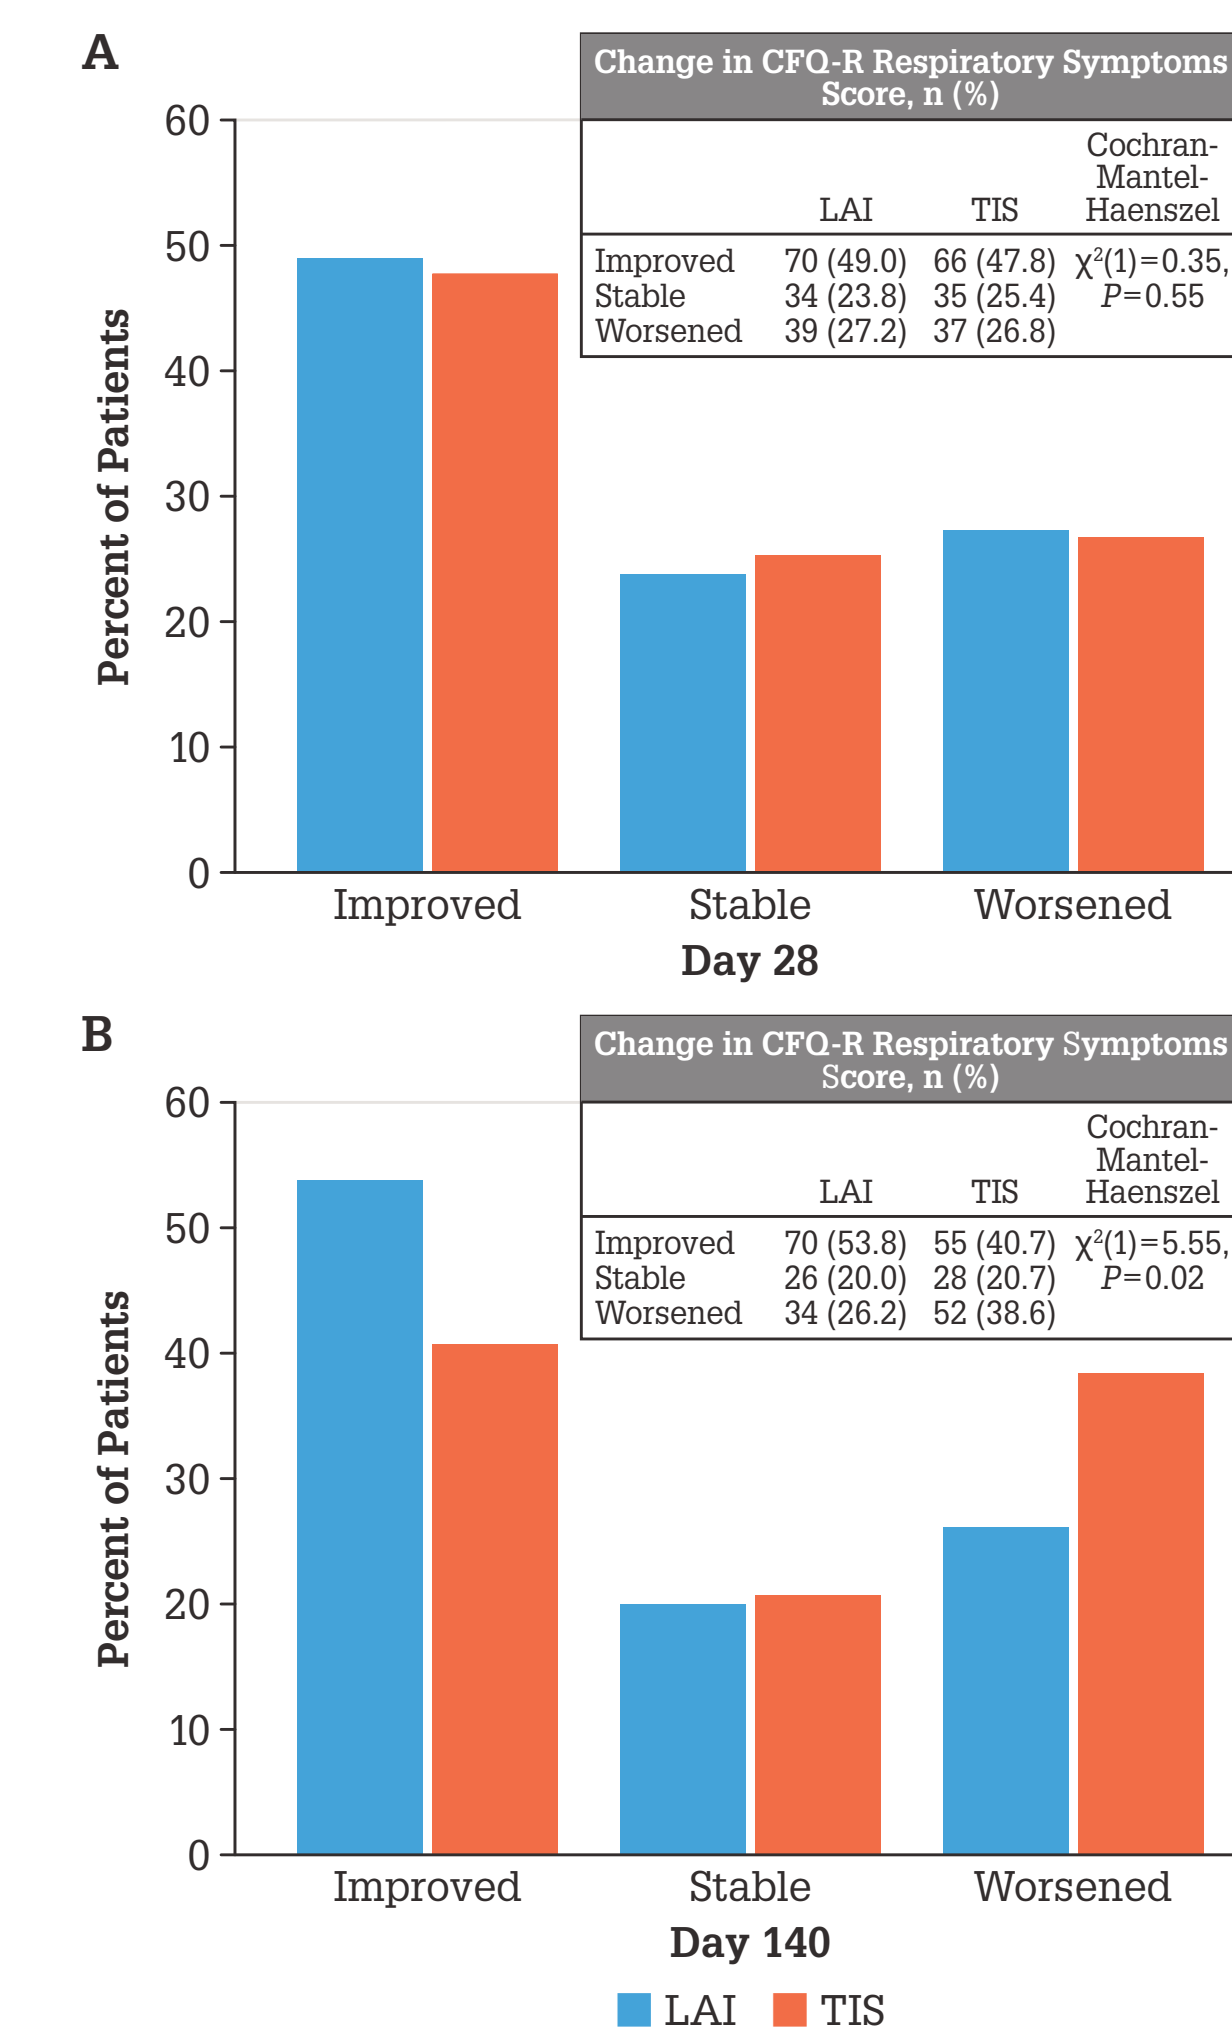 A
Change in CFQ-R Respiratory Symptoms
Score, n (%)
Cochran-
Mantel-
LAI TIS Haenszel
Improved 70 (49.0) 66 (47.8) χ²(1)=0.35,
Stable 34 (23.8) 35 (25.4) P=0.55
Worsened 39 (27.2) 37 (26.8)
60
50
40
30
20
10
0
Percent of Patients
Improved Stable Worsened
Day 28
B
Change in CFQ-R Respiratory Symptoms
Score, n (%)
Cochran-
Mantel-
LAI TIS Haenszel
Improved 70 (53.8) 55 (40.7) χ²(1)=5.55,
Stable 26 (20.0) 28 (20.7) P=0.02
Worsened 34 (26.2) 52 (38.6)
60
50
40
30
20
10
0
Percent of Patients
Improved Stable Worsened
Day 140
LAI TIS